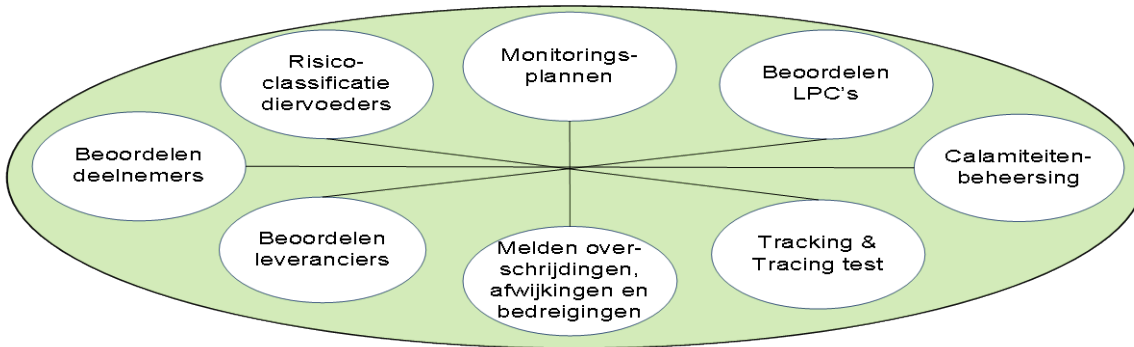 Risico-
classificatie
diervoeders
Monitorings-
plannen
Beoordelen
LPC's
Beoordelen
deelnemers
Calamiteiten-
beheersing
Beoordelen
leveranciers
Melden over-
schrijdingen,
afwijkingen en
bedreigingen
Tracking &
Tracing test